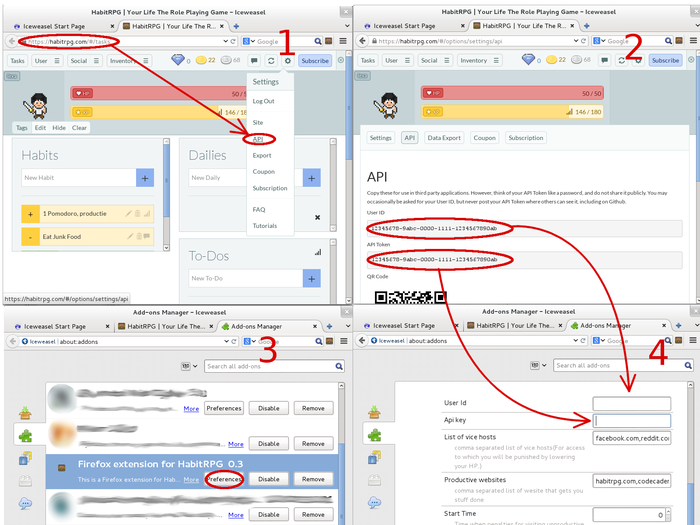 HabitRPG | Your Life The Role Playing Game - Iceweasel
Iceweasel Start Page
HabitRPG | Your Life The R...
https://habitrpg.com/#/tasks
Google
1
Tasks User Social Inventory 0 22 68 Subscribe
50 / 50
146 / 180
Settings
Log Out
Site
API
Export
Coupon
Subscription
FAQ
Tutorials
Tags Edit Hide Clear
Habits
New Habit
+
+ 1 Pomodoro, productie
- Eat Junk Food
Dailies
New Daily
To-Dos
New To-Do
https://habitrpg.com/#/options/settings/api
HabitRPG | Your Life The Role Playing Game - Iceweasel
Iceweasel Start Page
HabitRPG | Your Life The R...
https://habitrpg.com/#/options/settings/api
Google
2
Tasks User Social Inventory 0 22 68 Subscribe
50 / 50
146 / 180
Settings API Data Export Coupon Subscription
API
Copy these for use in third party applications. However, think of your API Token like a password, and do not share it publicly. You may
occasionally be asked for your User ID, but never post your API Token where others can see it, including on Github.
User ID
12345678-9abc-0000-1111-1234567890ab
API Token
12345678-9abc-0000-1111-1234567890ab
QR Code
Add-ons Manager - Iceweasel
Iceweasel Start Page
HabitRPG | Your Life The...
Add-ons Manager
Iceweasel about:addons
Google
3
Search all add-ons
More Preferences Disable Remove
More Disable Remove
Firefox extension for HabitRPG 0.3
This is a Firefox extension for Hab... More Preferences Disable Remove
More Disable Remove
Add-ons Manager - Iceweasel
Iceweasel Start Page
HabitRPG | Your Life The...
Add-ons Manager
Iceweasel about:addons
Google
4
Search all add-ons
User Id
Api key
List of vice hosts
facebook.com,reddit.co
comma separated list of vice hosts(For access
to which you will be punished by lowering
your HP.)
Productive websites
habitrpg.com,codecader
comma separated list of wesite that gets you
stuff done
Start Time
0